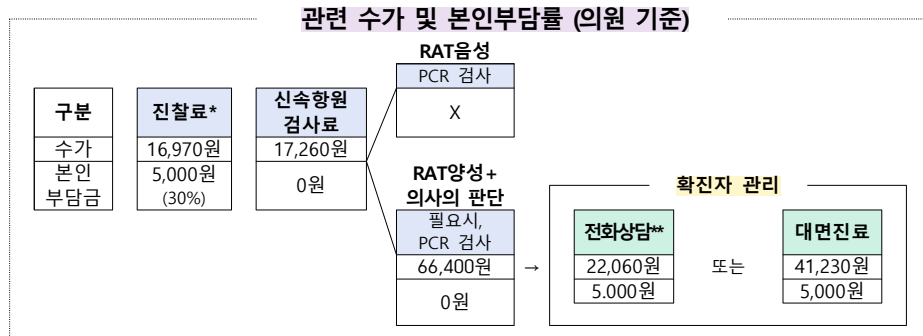 관련 수가 및 본인부담률 (의원 기준)
RAT음성
PCR 검사
X
구분
진찰료*
신속항원
검사료
수가
16,970원
17,260원
본인
부담금
5,000원
(30%)
0원
RAT양성+
의사의 판단
필요시,
PCR 검사
66,400원
0원
→
확진자 관리
전화상담**
22,060원
5.000원
또는
대면진료
41,230원
5,000원